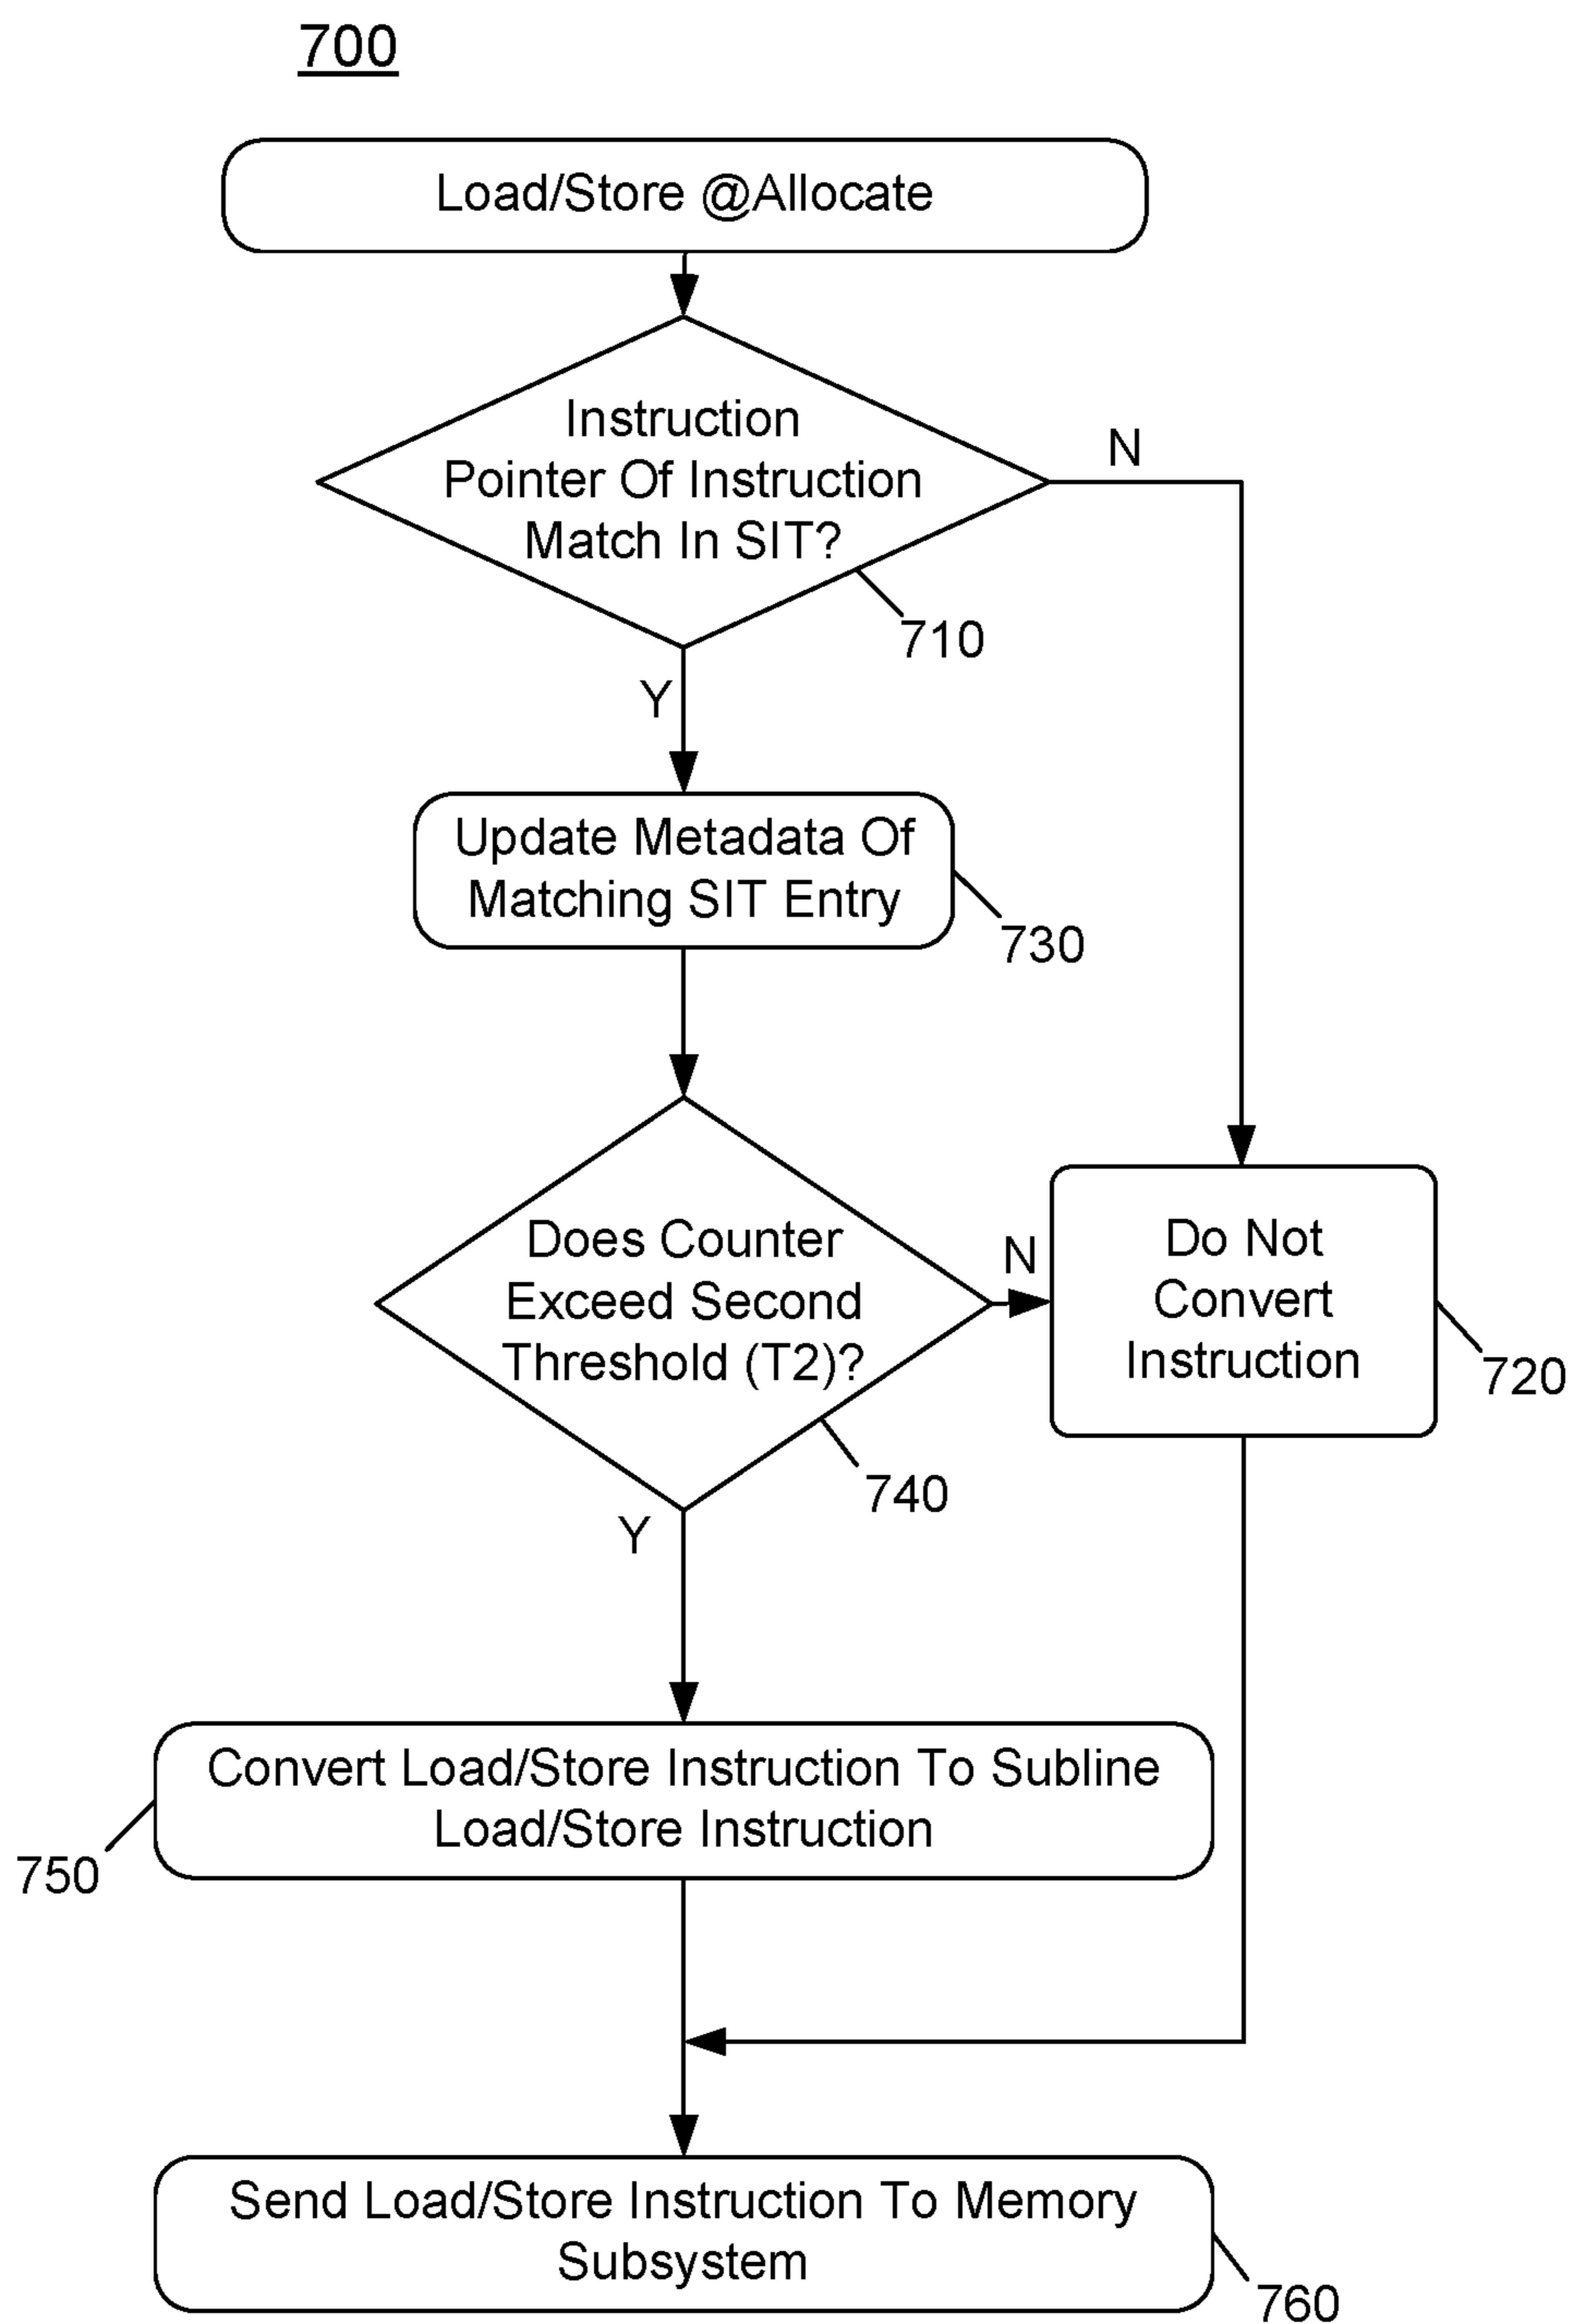 700
Load/Store @Allocate
Instruction
Pointer Of Instruction
Match In SIT?
N
710
Y
Update Metadata Of
Matching SIT Entry
730
Does Counter
Exceed Second
Threshold (T2)?
N
Do Not
Convert
Instruction
720
740
Y
Convert Load/Store Instruction To Subline
Load/Store Instruction
750
Send Load/Store Instruction To Memory
Subsystem
760